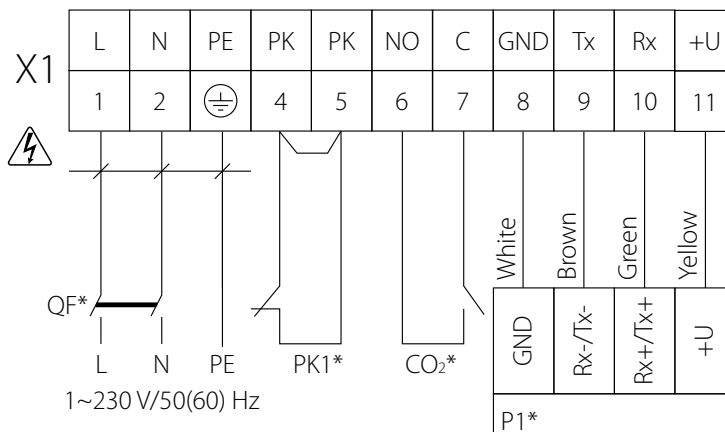 X1
L N PE PK PK NO C GND Tx Rx +U
1 2 4 5 6 7 8 9 10 11
White Brown Green Yellow
QF*
GND Rx-/Tx- Rx+/Tx+ +U
L N PE PK1* CO₂*
1~230 V/50(60) Hz
P1*